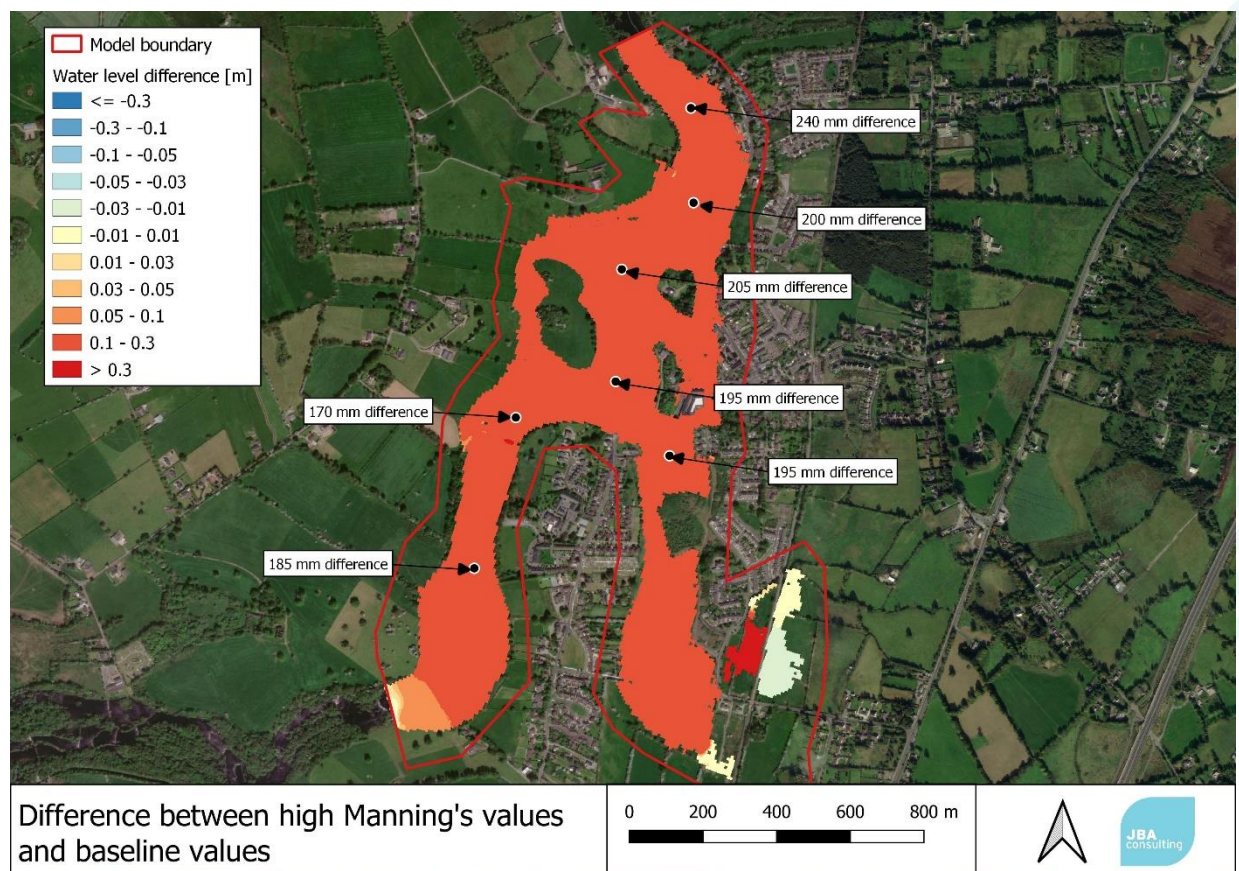 Model boundary
Water level difference [m]
<= -0.3
-0.3 - -0.1
-0.1 - -0.05
-0.05 - -0.03
-0.03 - -0.01
-0.01 - 0.01
0.01 - 0.03
0.03 - 0.05
0.05 - 0.1
0.1 - 0.3
> 0.3
240 mm difference
200 mm difference
205 mm difference
195 mm difference
170 mm difference
195 mm difference
185 mm difference
Difference between high Manning's values
and baseline values
0 200 400 600 800 m
JBA
consulting